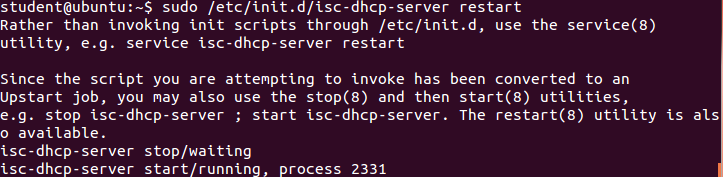 student@ubuntu:~$ sudo /etc/init.d/isc-dhcp-server restart
Rather than invoking init scripts through /etc/init.d, use the service(8)
utility, e.g. service isc-dhcp-server restart

Since the script you are attempting to invoke has been converted to an
Upstart job, you may also use the stop(8) and then start(8) utilities,
e.g. stop isc-dhcp-server ; start isc-dhcp-server. The restart(8) utility is als
o available.
isc-dhcp-server stop/waiting
isc-dhcp-server start/running, process 2331